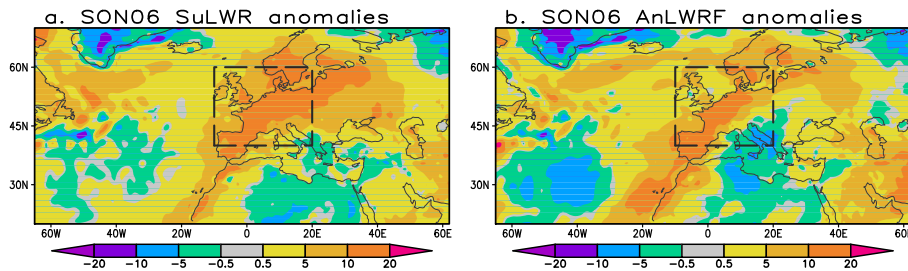 a. SON06 SuLWR anomalies
b. SON06 AnLWRF anomalies
60N
45N
30N
60W 40W 20W 0 20E 40E 60E
-20 -10 -5 -0.5 0.5 5 10 20
60N
45N
30N
60W 40W 20W 0 20E 40E 60E
-20 -10 -5 -0.5 0.5 5 10 20